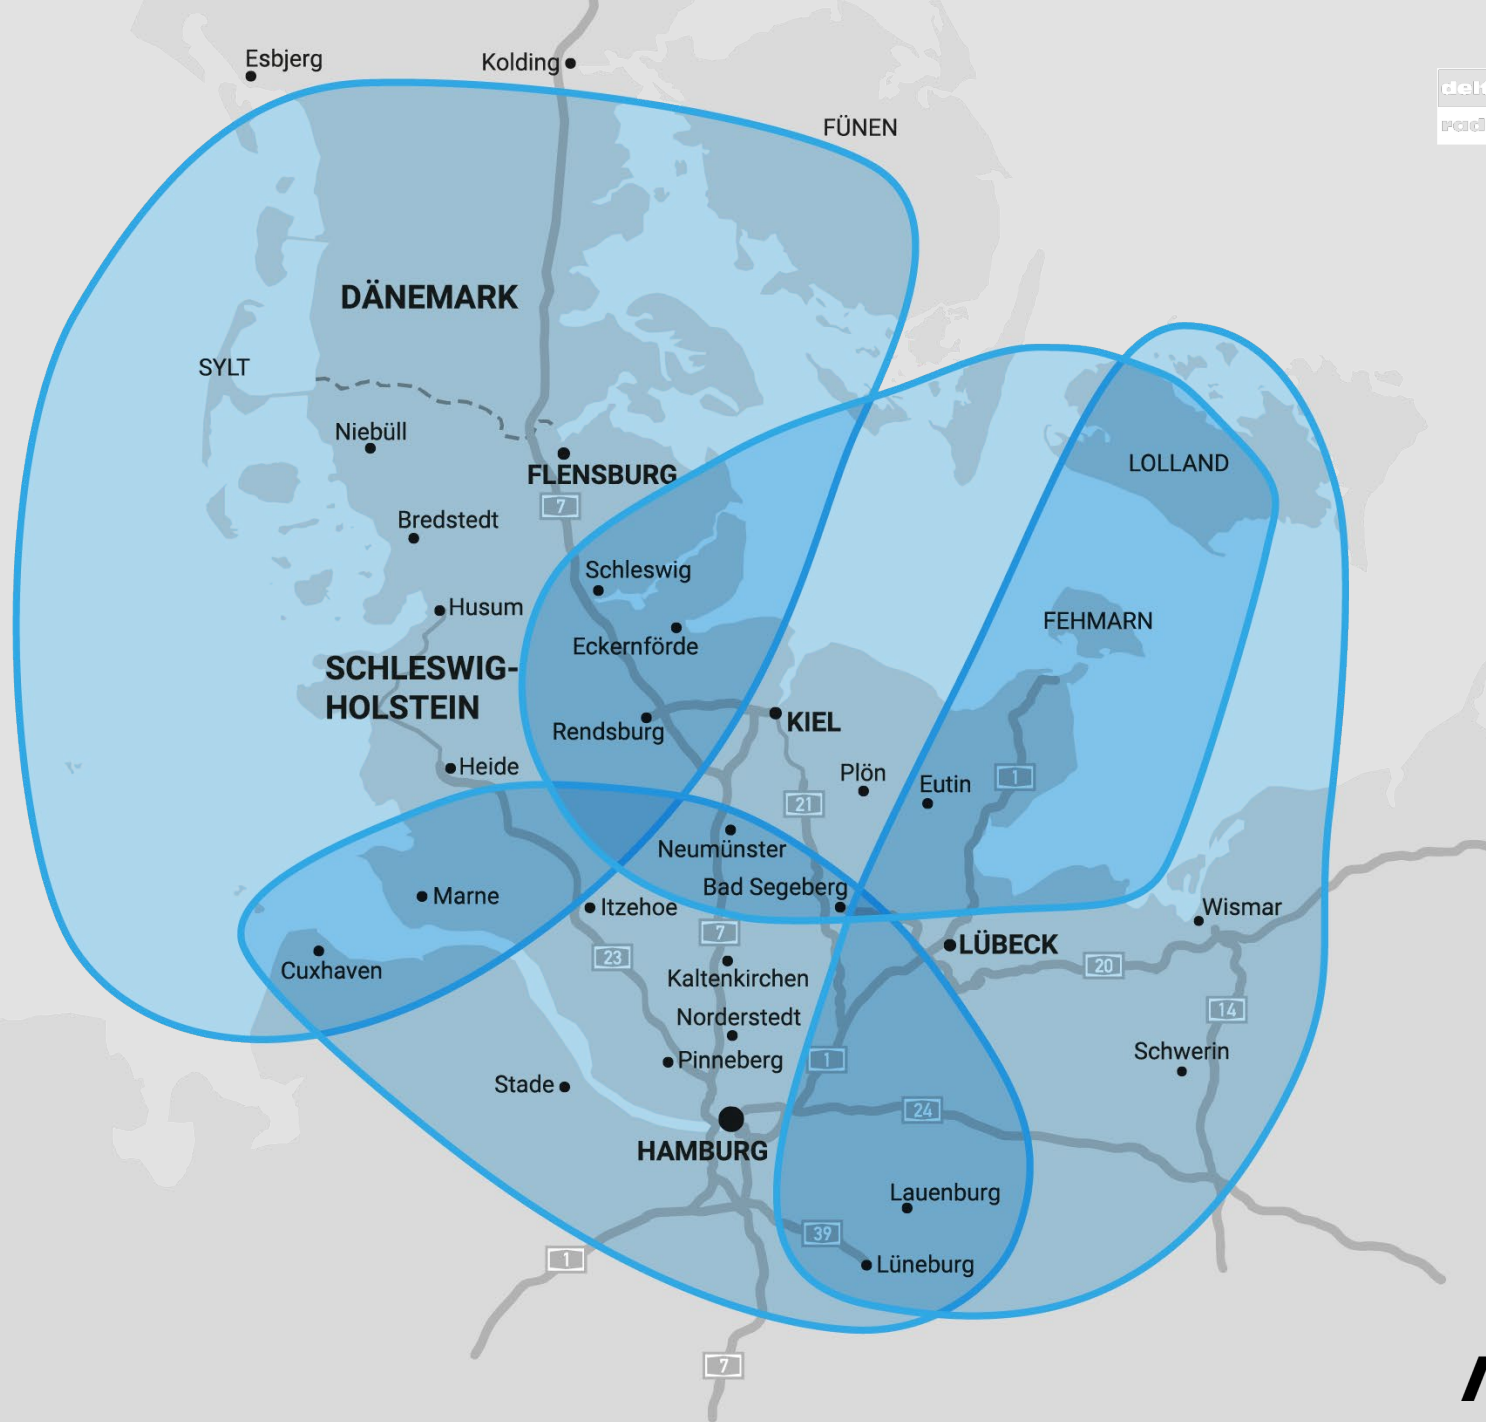 Esbjerg
Kolding
FÜNEN
DÄNEMARK
SYLT
Niebüll
FLENSBURG
7
LOLLAND
Bredstedt
Schleswig
Husum
FEHMARN
Eckernförde
SCHLESWIG-
HOLSTEIN
KIEL
Rendsburg
Heide
Plön
Eutin
1
21
Neumünster
Bad Segeberg
Marne
Itzehoe
Wismar
7
LÜBECK
23
20
Cuxhaven
Kaltenkirchen
14
Norderstedt
Schwerin
Pinneberg
1
Stade
24
HAMBURG
Lauenburg
39
1
Lüneburg
7